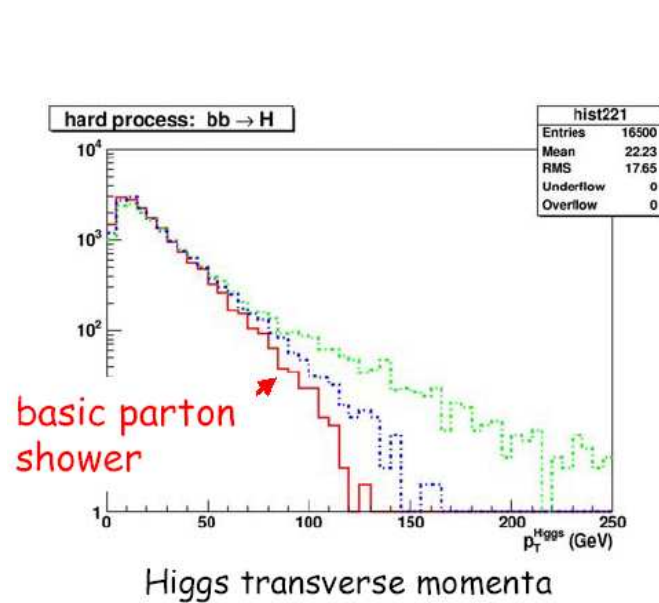 hard process: bb → H
hist221
Entries 16500
Mean 22.23
RMS 17.65
Underflow 0
Overflow 0
10^4
10^3
10^2
1
basic parton
shower
0 50 100 150 200 250
p_T^Higgs (GeV)
Higgs transverse momenta